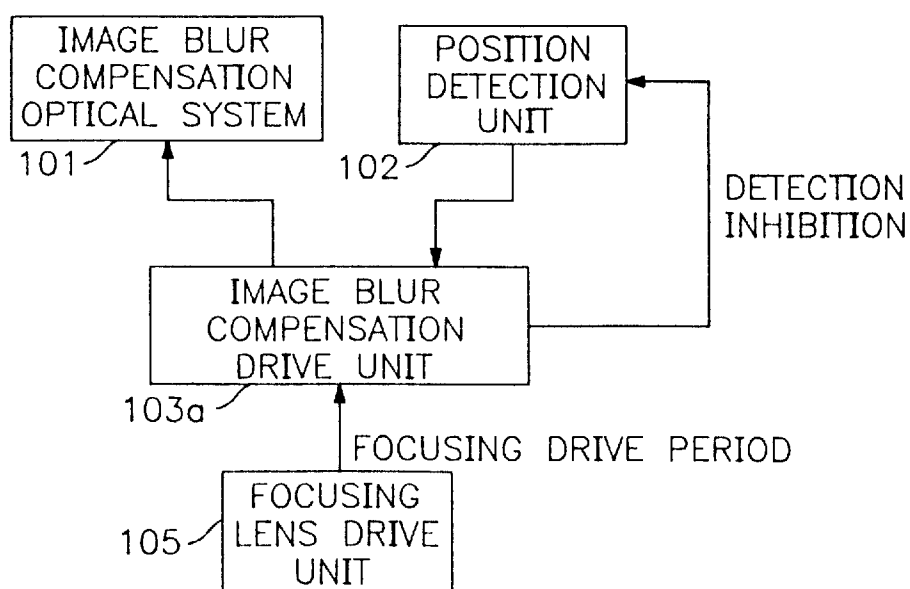 IMAGE BLUR
COMPENSATION
OPTICAL SYSTEM
101
POSITION
DETECTION
UNIT
102
DETECTION
INHIBITION
IMAGE BLUR
COMPENSATION
DRIVE UNIT
103a
FOCUSING DRIVE PERIOD
FOCUSING
LENS DRIVE
UNIT
105